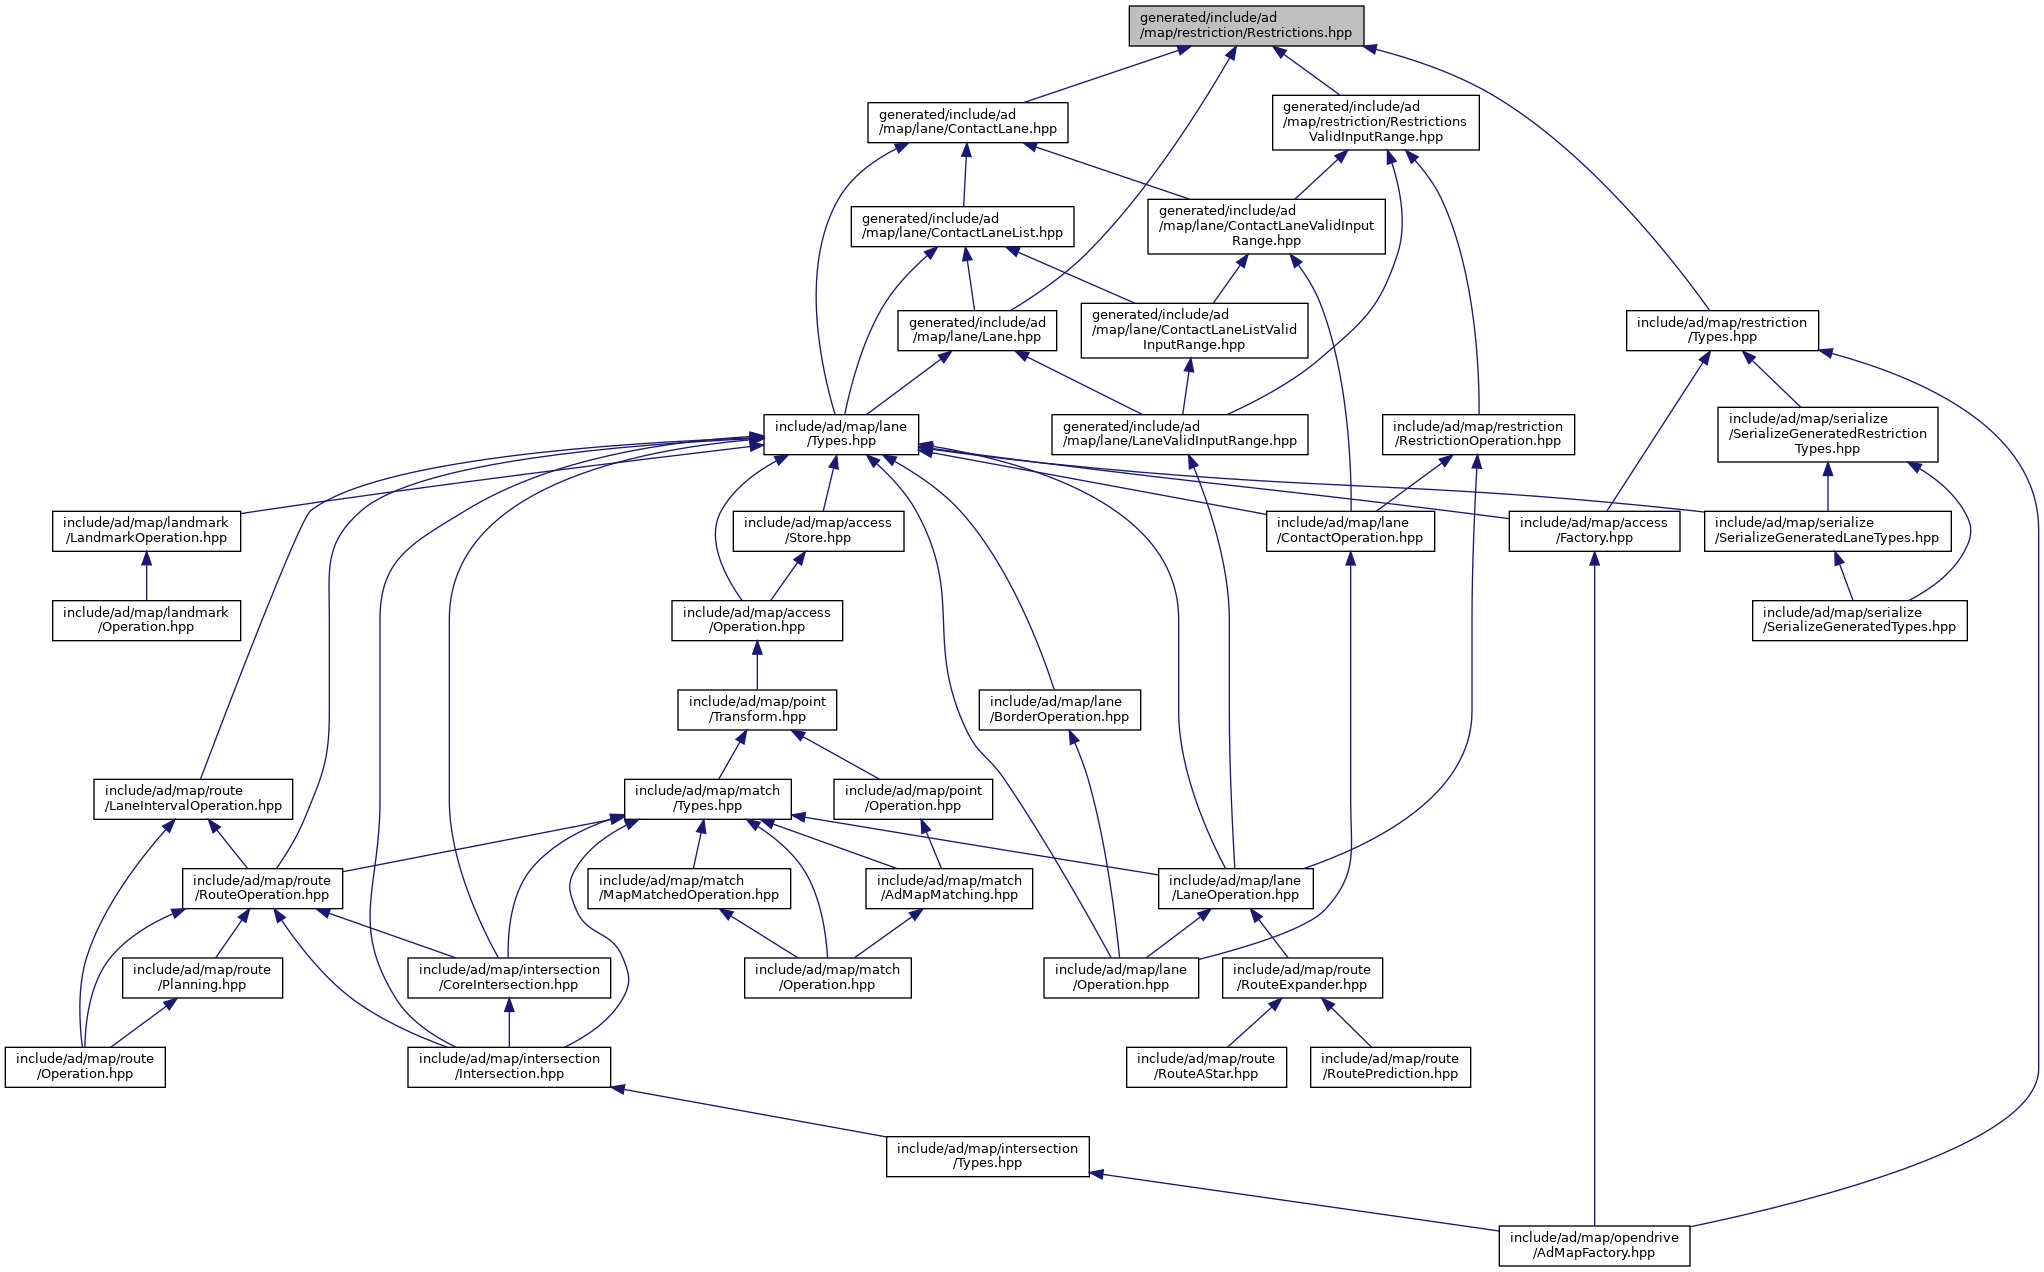 generated/include/ad
/map/restriction/Restrictions.hpp
generated/include/ad
/map/lane/ContactLane.hpp
generated/include/ad
/map/restriction/Restrictions
ValidInputRange.hpp
generated/include/ad
/map/lane/ContactLaneList.hpp
generated/include/ad
/map/lane/ContactLaneValidInput
Range.hpp
generated/include/ad
/map/lane/Lane.hpp
generated/include/ad
/map/lane/ContactLaneListValid
InputRange.hpp
include/ad/map/restriction
/Types.hpp
include/ad/map/lane
/Types.hpp
generated/include/ad
/map/lane/LaneValidInputRange.hpp
include/ad/map/restriction
/RestrictionOperation.hpp
include/ad/map/serialize
/SerializeGeneratedRestriction
Types.hpp
include/ad/map/landmark
/LandmarkOperation.hpp
include/ad/map/access
/Store.hpp
include/ad/map/lane
/ContactOperation.hpp
include/ad/map/access
/Factory.hpp
include/ad/map/serialize
/SerializeGeneratedLaneTypes.hpp
include/ad/map/landmark
/Operation.hpp
include/ad/map/access
/Operation.hpp
include/ad/map/serialize
/SerializeGeneratedTypes.hpp
include/ad/map/point
/Transform.hpp
include/ad/map/lane
/BorderOperation.hpp
include/ad/map/route
/LaneIntervalOperation.hpp
include/ad/map/match
/Types.hpp
include/ad/map/point
/Operation.hpp
include/ad/map/route
/RouteOperation.hpp
include/ad/map/match
/MapMatchedOperation.hpp
include/ad/map/match
/AdMapMatching.hpp
include/ad/map/lane
/LaneOperation.hpp
include/ad/map/route
/Planning.hpp
include/ad/map/intersection
/CoreIntersection.hpp
include/ad/map/match
/Operation.hpp
include/ad/map/lane
/Operation.hpp
include/ad/map/route
/RouteExpander.hpp
include/ad/map/route
/Operation.hpp
include/ad/map/intersection
/Intersection.hpp
include/ad/map/route
/RouteAStar.hpp
include/ad/map/route
/RoutePrediction.hpp
include/ad/map/intersection
/Types.hpp
include/ad/map/opendrive
/AdMapFactory.hpp